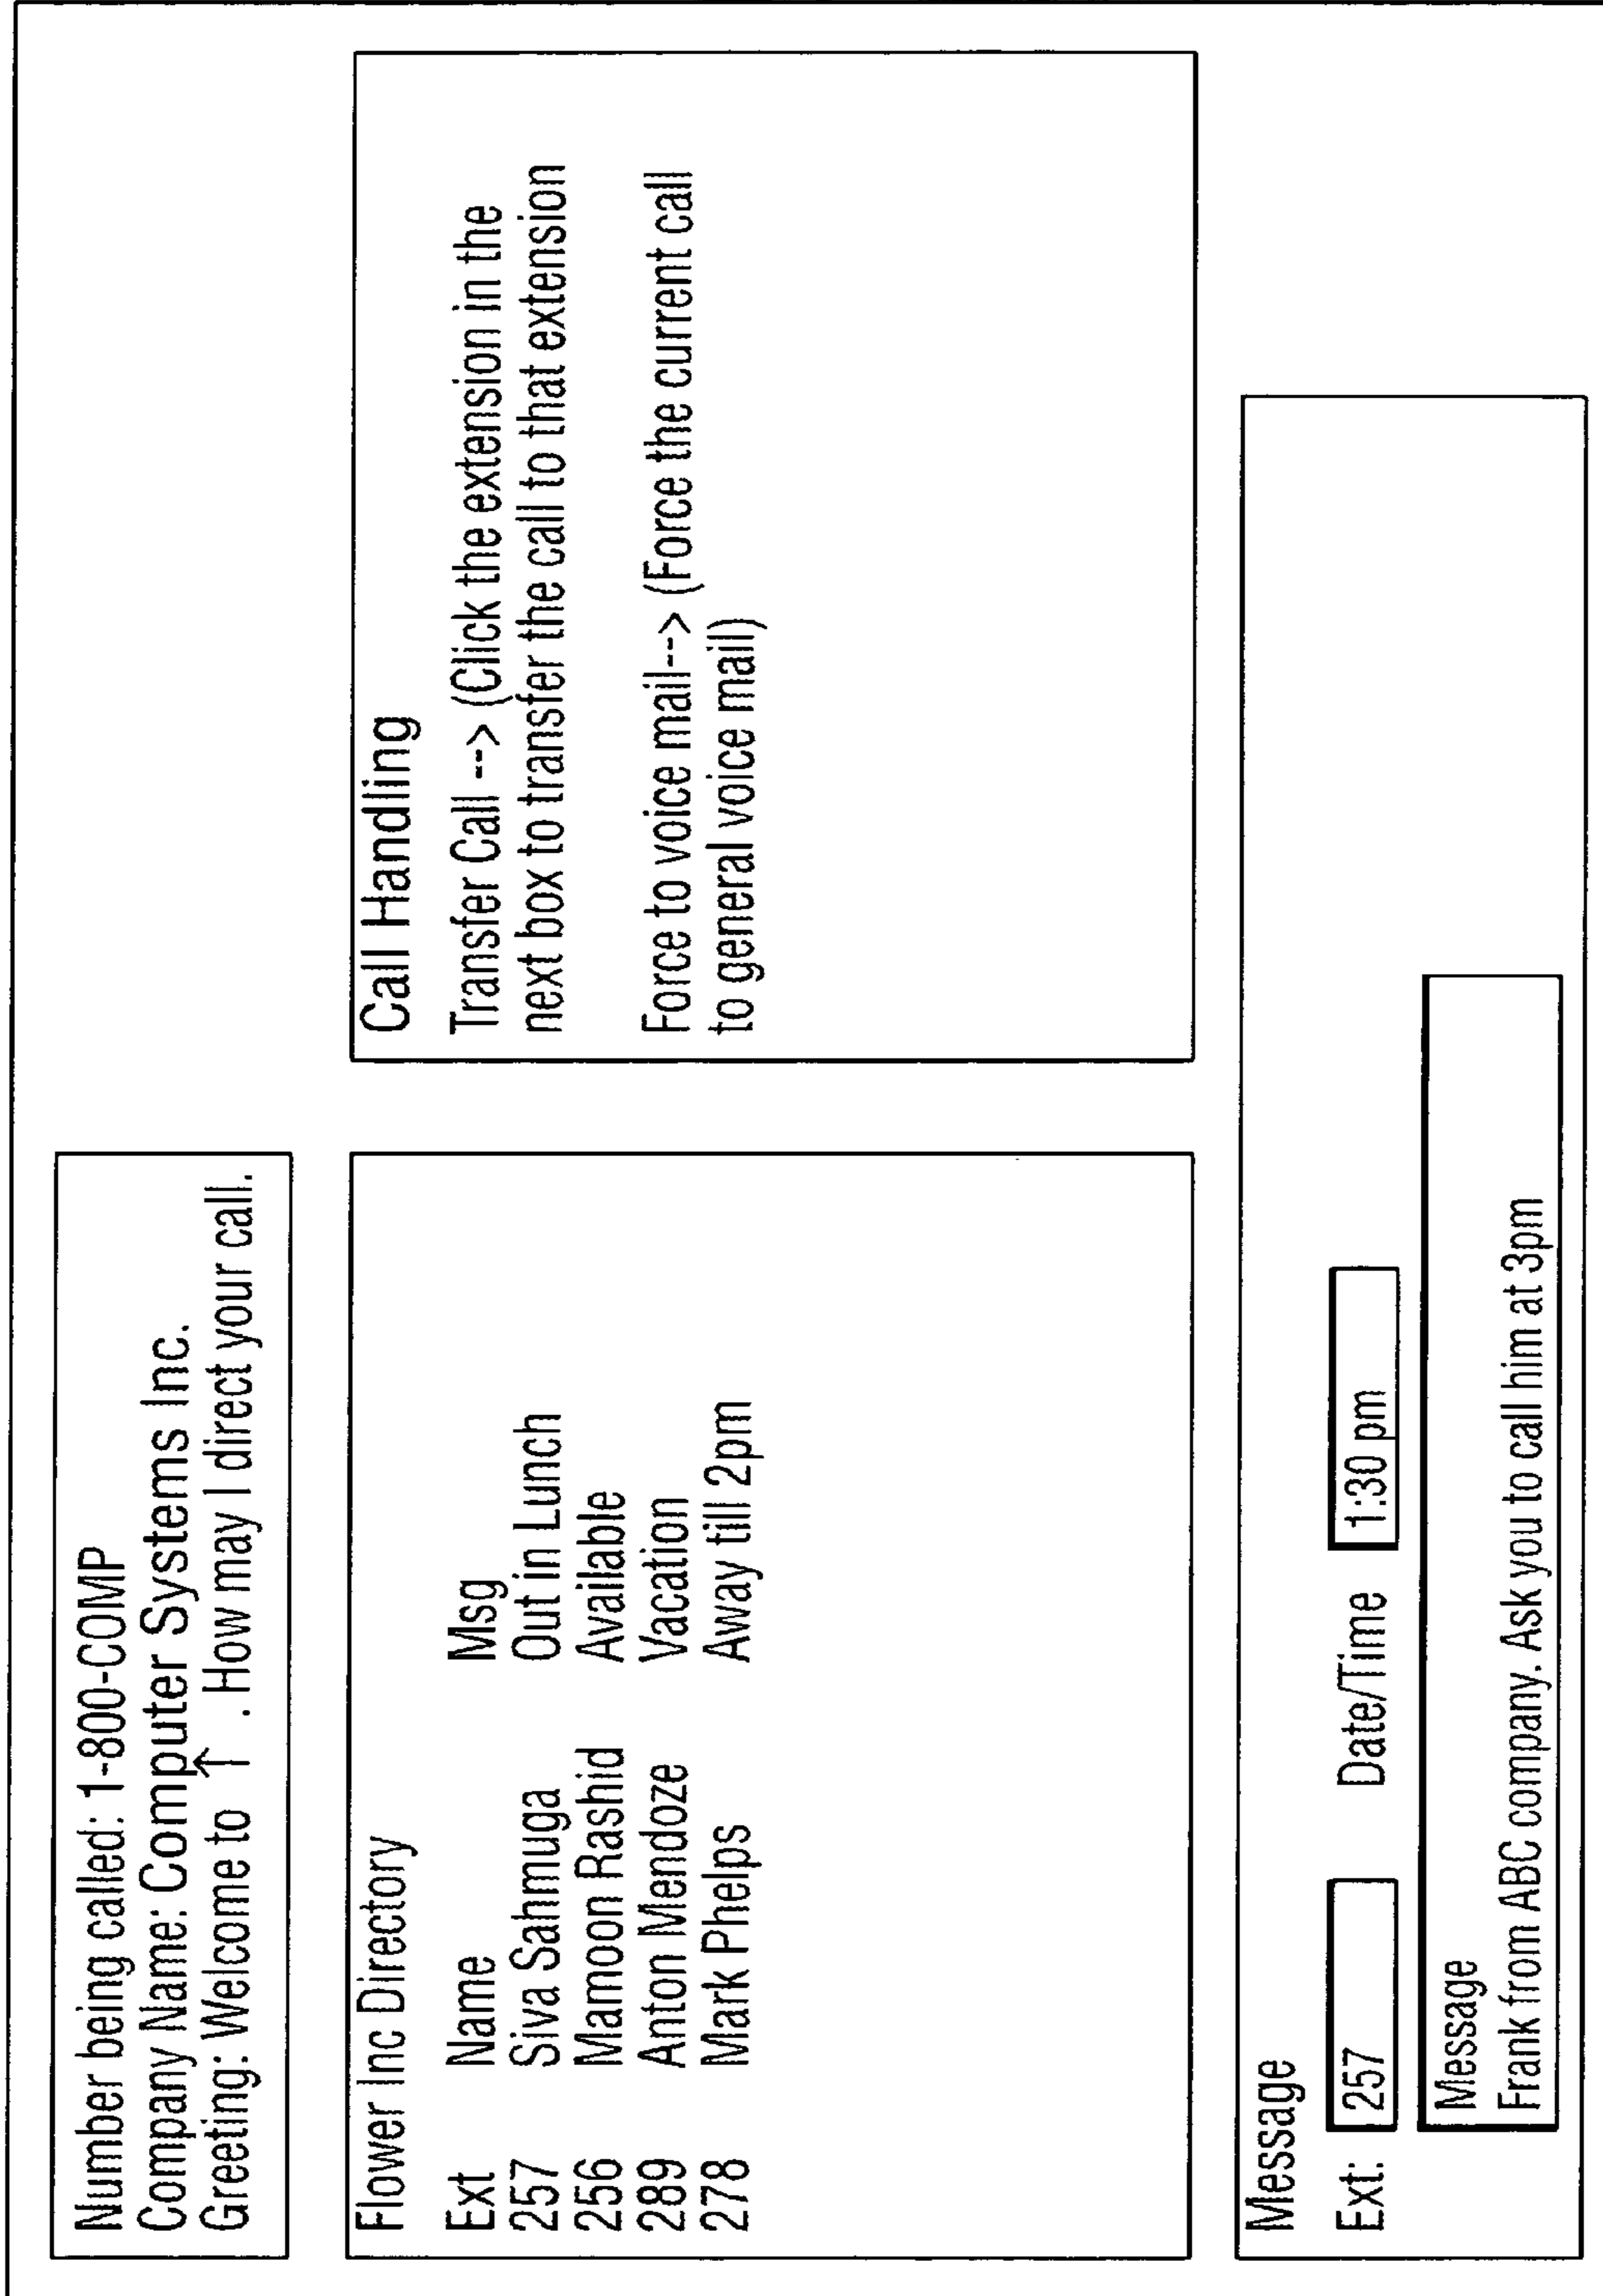 Number being called: 1-800-COMP
Company Name: Computer Systems Inc.
Greeting: Welcome to ↑ . How may I direct your call.
Flower Inc Directory
Ext Name Msg
257 Siva Sahmuga Out in Lunch
256 Mamoon Rashid Available
289 Anton Mendoze Vacation
278 Mark Phelps Away till 2pm
Call Handling
Transfer Call --> (Click the extension in the
next box to transfer the call to that extension
Force to voice mail--> (Force the current call
to general voice mail)
Message
Ext: 257 Date/Time 1:30 pm
Message
Frank from ABC company. Ask you to call him at 3pm